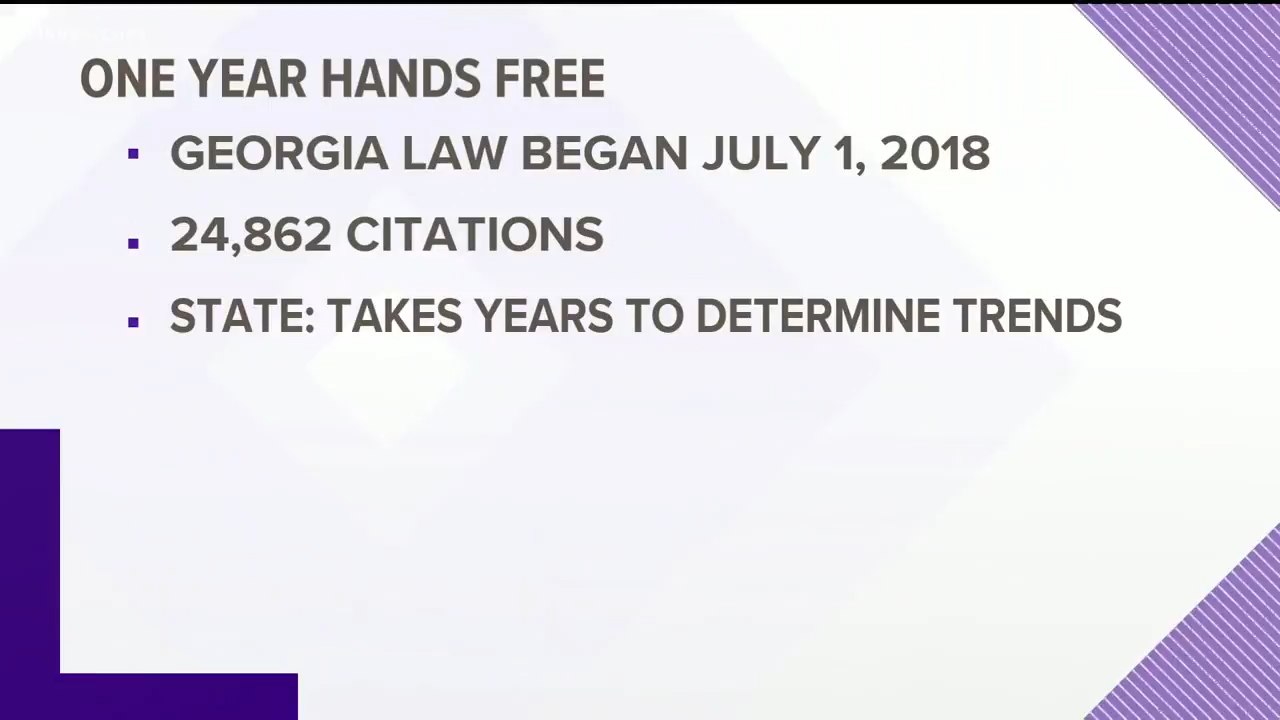 ONE YEAR HANDS FREE
GEORGIA LAW BEGAN JULY 1, 2018
24,862 CITATIONS
STATE: TAKES YEARS TO DETERMINE TRENDS